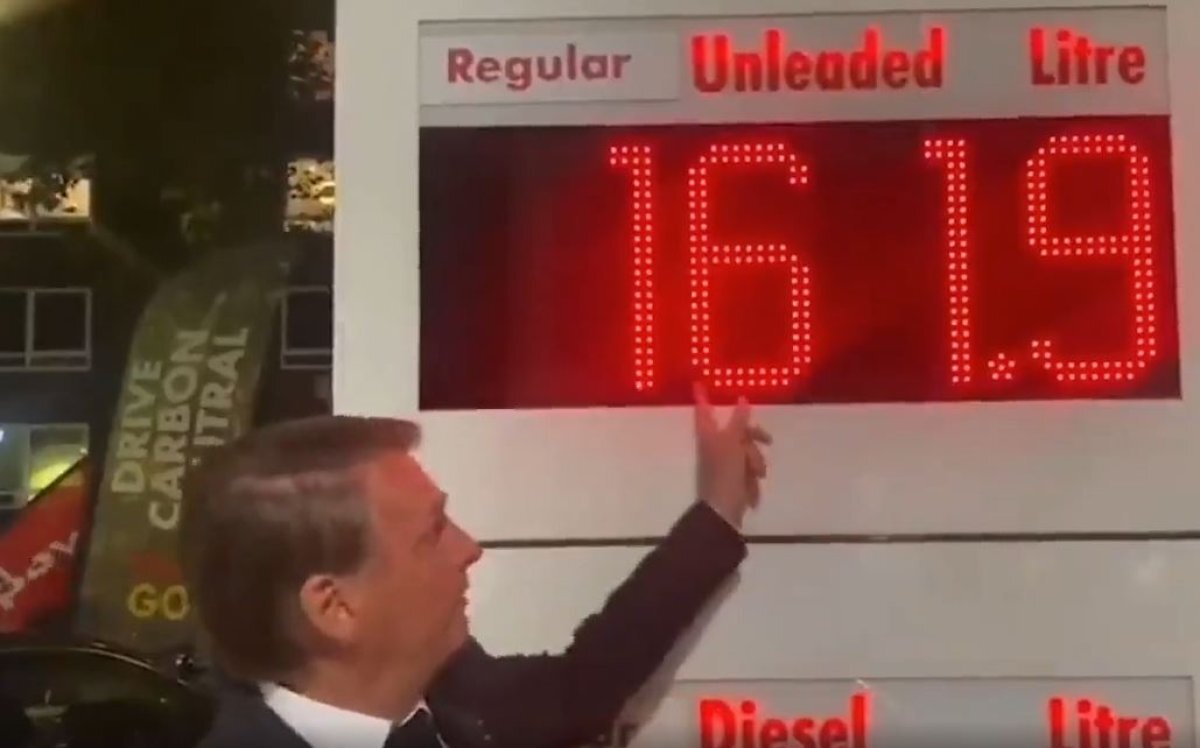 Regular Unleaded Litre
161.9
DRIVE
CARBON
GO
Diesel Litre